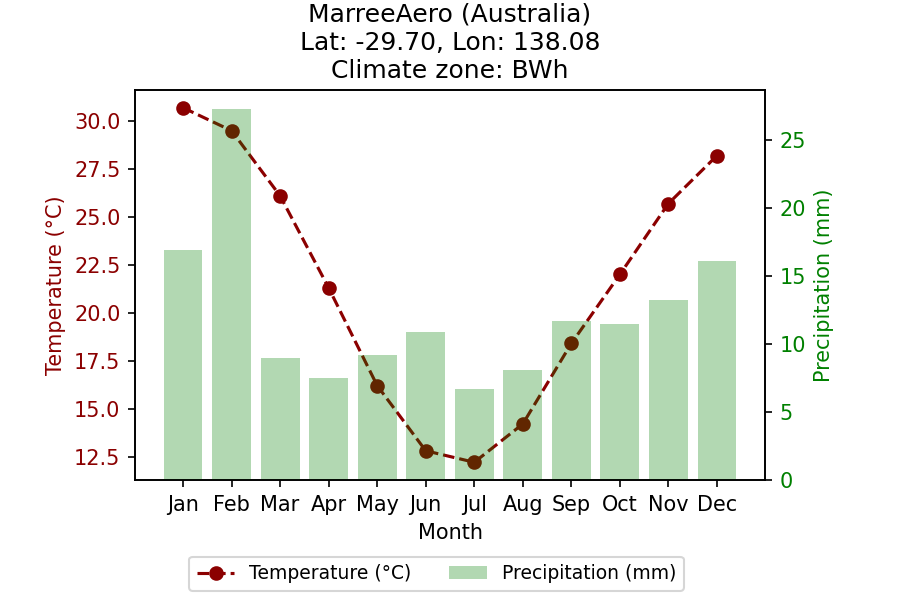 MarreeAero (Australia)
Lat: -29.70, Lon: 138.08
Climate zone: BWh
30.0
27.5
25.0
22.5
20.0
17.5
15.0
12.5
Temperature (°C)
25
20
15
10
5
0
Precipitation (mm)
Jan Feb Mar Apr May Jun Jul Aug Sep Oct Nov Dec
Month
Temperature (°C) Precipitation (mm)